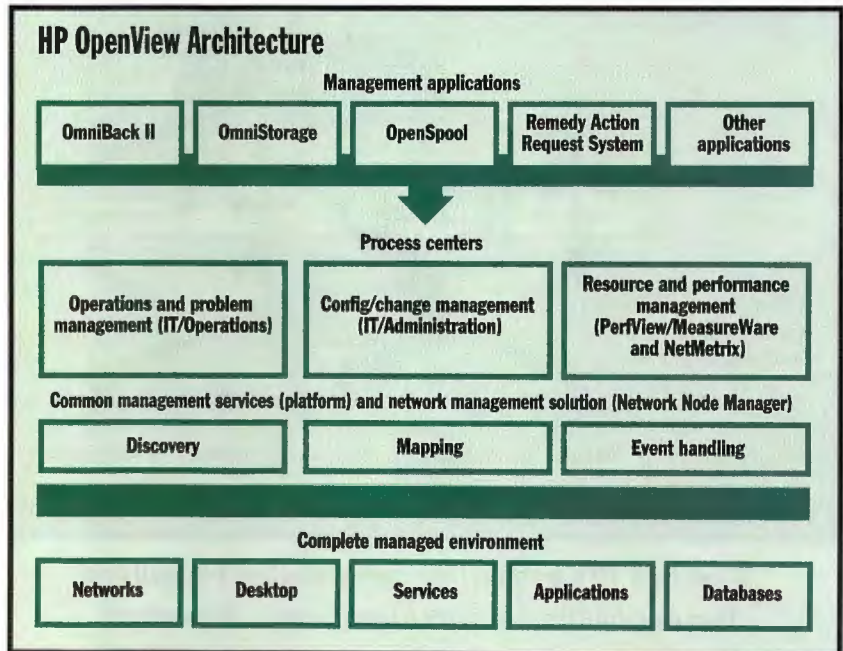 HP OpenView Architecture
Management applications
OmniBack II
OmniStorage
OpenSpool
Remedy Action
Request System
Other
applications
Process centers
Operations and problem
management (IT/Operations)
Config/change management
(IT/Administration)
Resource and performance
management
(PerfView/MeasureWare
and NetMetrix)
Common management services (platform) and network management solution (Network Node Manager)
Discovery
Mapping
Event handling
Complete managed environment
Networks
Desktop
Services
Applications
Databases